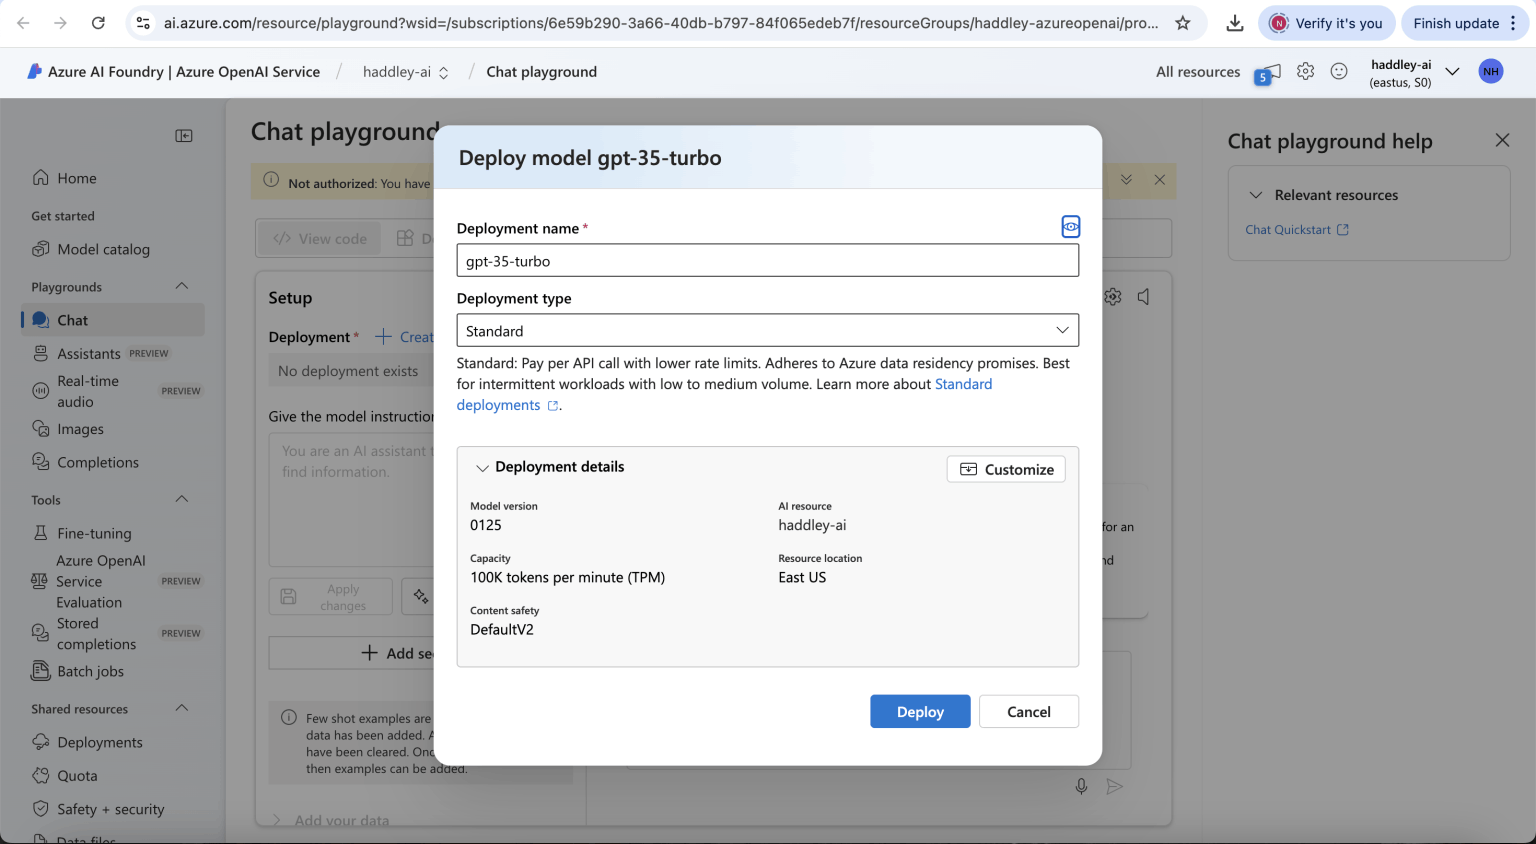 ai.azure.com/resource/playground?wsid=/subscriptions/6e59b290-3a66-40db-b797-84f065edeb7f/resourceGroups/haddley-azureopenai/pro...
N Verify it's you
Finish update
Azure AI Foundry | Azure OpenAI Service / haddley-ai / Chat playground
All resources
5
haddley-ai
(eastus, S0)
NH
Home
Get started
Model catalog
Playgrounds
Chat
Assistants PREVIEW
Real-time
audio
PREVIEW
Images
Completions
Tools
Fine-tuning
Azure OpenAI
Service
Evaluation
PREVIEW
Stored
completions
PREVIEW
Batch jobs
Shared resources
Deployments
Quota
Safety + security
Data files
Chat playground
Not authorized: You have
View code
Setup
Deployment *
No deployment exists
Give the model instruction
You are an AI assistant t
find information.
Apply
changes
Few shot examples are
data has been added. A
have been cleared. Onc
then examples can be added.
Add your data
Deploy model gpt-35-turbo
Deployment name *
gpt-35-turbo
Deployment type
Standard
Standard: Pay per API call with lower rate limits. Adheres to Azure data residency promises. Best
for intermittent workloads with low to medium volume. Learn more about Standard
deployments .
Deployment details
Customize
Model version
0125
AI resource
haddley-ai
Capacity
100K tokens per minute (TPM)
Resource location
East US
Content safety
DefaultV2
Deploy
Cancel
for an
Chat playground help
Relevant resources
Chat Quickstart